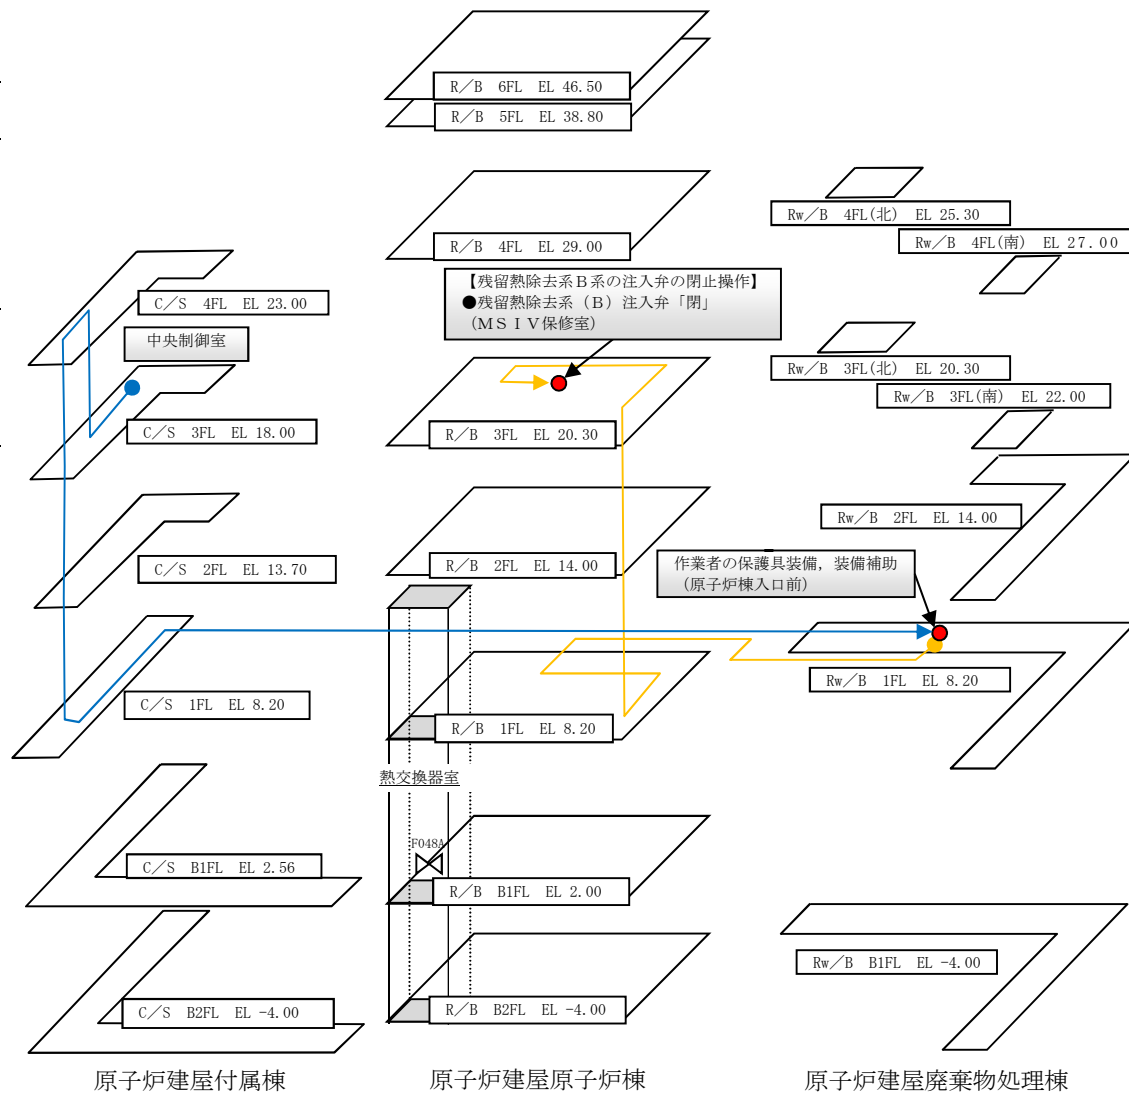 R／B 6FL EL 46.50
R／B 5FL EL 38.80
R／B 4FL EL 29.00
Rw／B 4FL(北) EL 25.30
Rw／B 4FL(南) EL 27.00
C／S 4FL EL 23.00
【残留熱除去系Ｂ系の注入弁の閉止操作】
●残留熱除去系（Ｂ）注入弁「閉」
（ＭＳＩＶ保修室）
中央制御室
Rw／B 3FL(北) EL 20.30
Rw／B 3FL(南) EL 22.00
C／S 3FL EL 18.00
R／B 3FL EL 20.30
Rw／B 2FL EL 14.00
C／S 2FL EL 13.70
R／B 2FL EL 14.00
作業者の保護具装備，装備補助
（原子炉棟入口前）
Rw／B 1FL EL 8.20
C／S 1FL EL 8.20
R／B 1FL EL 8.20
熱交換器室
F048A
C／S B1FL EL 2.56
R／B B1FL EL 2.00
Rw／B B1FL EL -4.00
C／S B2FL EL -4.00
R／B B2FL EL -4.00
原子炉建屋付属棟
原子炉建屋原子炉棟
原子炉建屋廃棄物処理棟